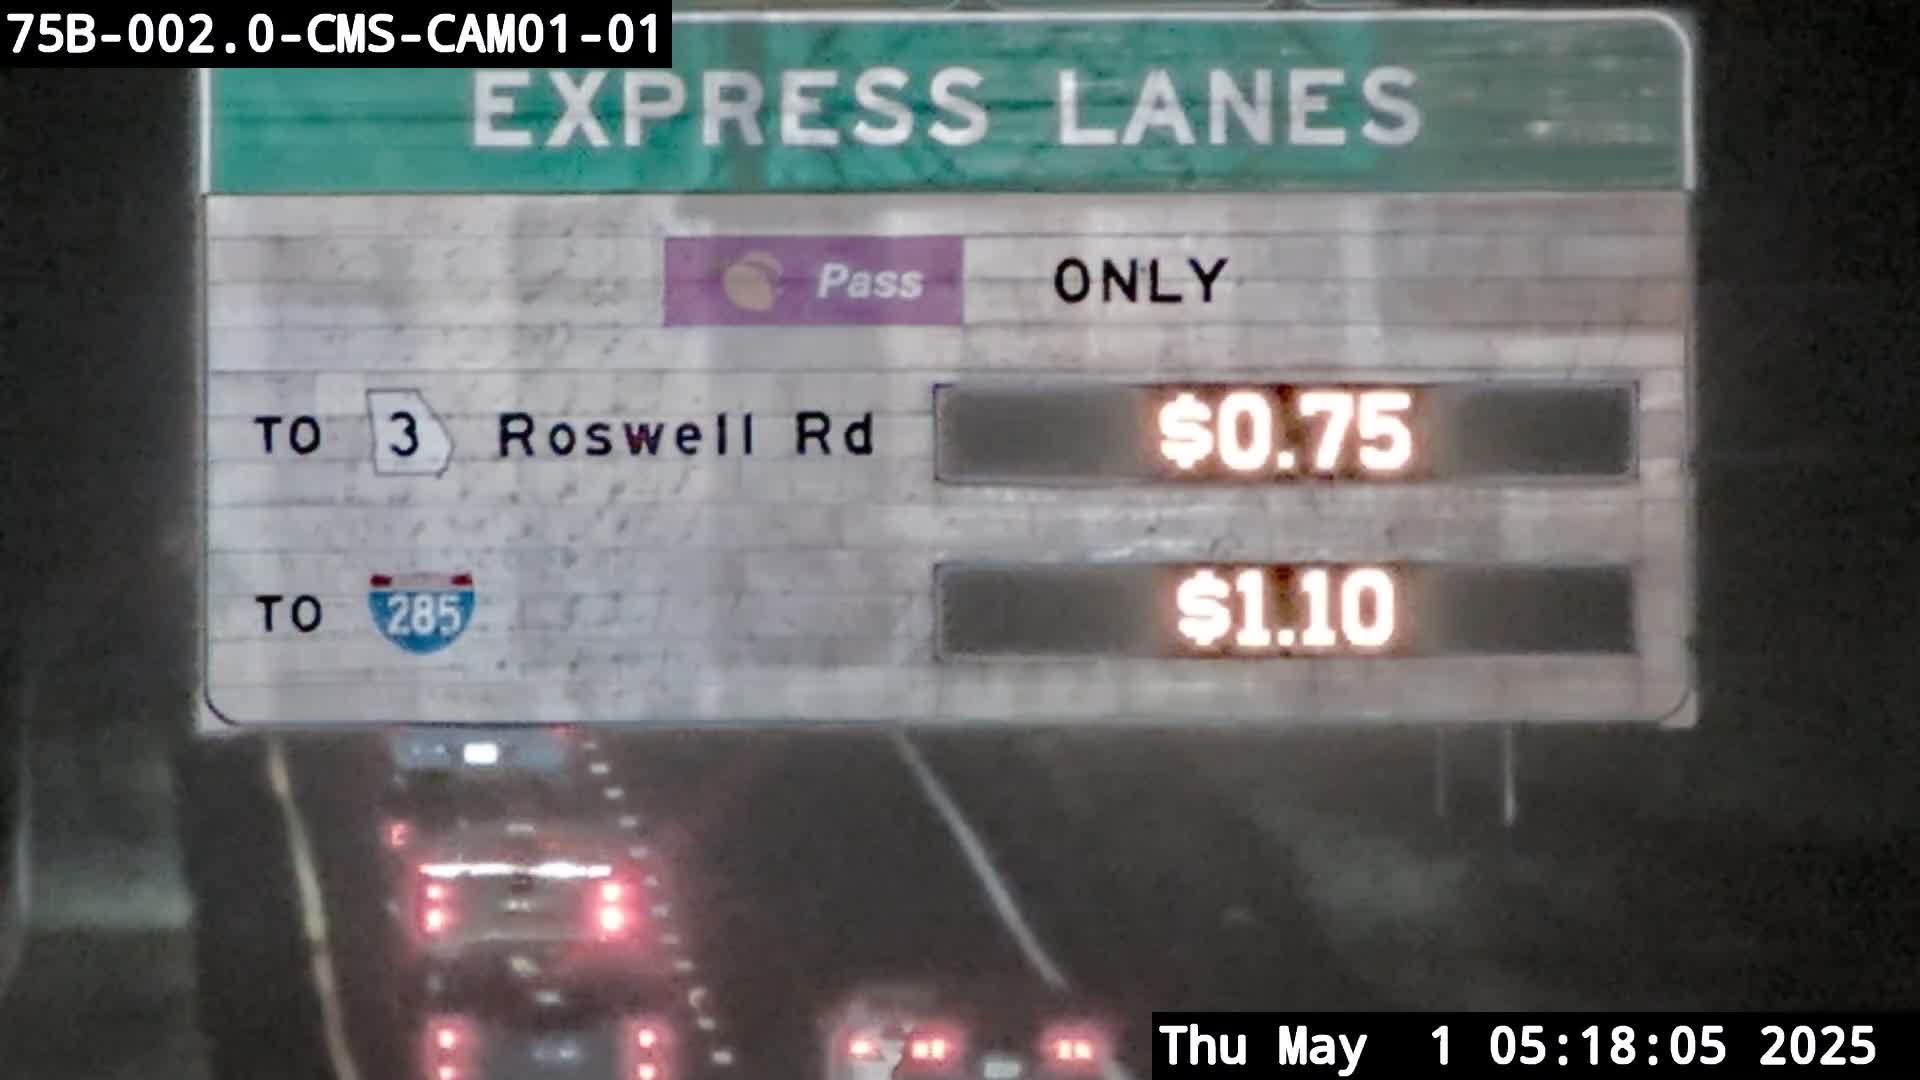 75B-002.0-CMS-CAM01-01
EXPRESS LANES
Pass ONLY
TO 3 Roswell Rd $0.75
TO 285 $1.10
Thu May 1 05:18:05 2025